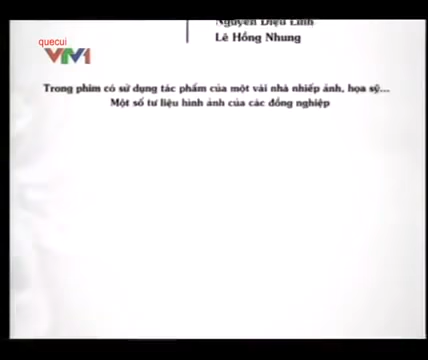 Nguyễn Diệu Linh
Lê Hồng Nhung
quecui
VTV1
Trong phim có sử dụng tác phẩm của một vài nhà nhiếp ảnh, họa sỹ...
Một số tư liệu hình ảnh của các đồng nghiệp